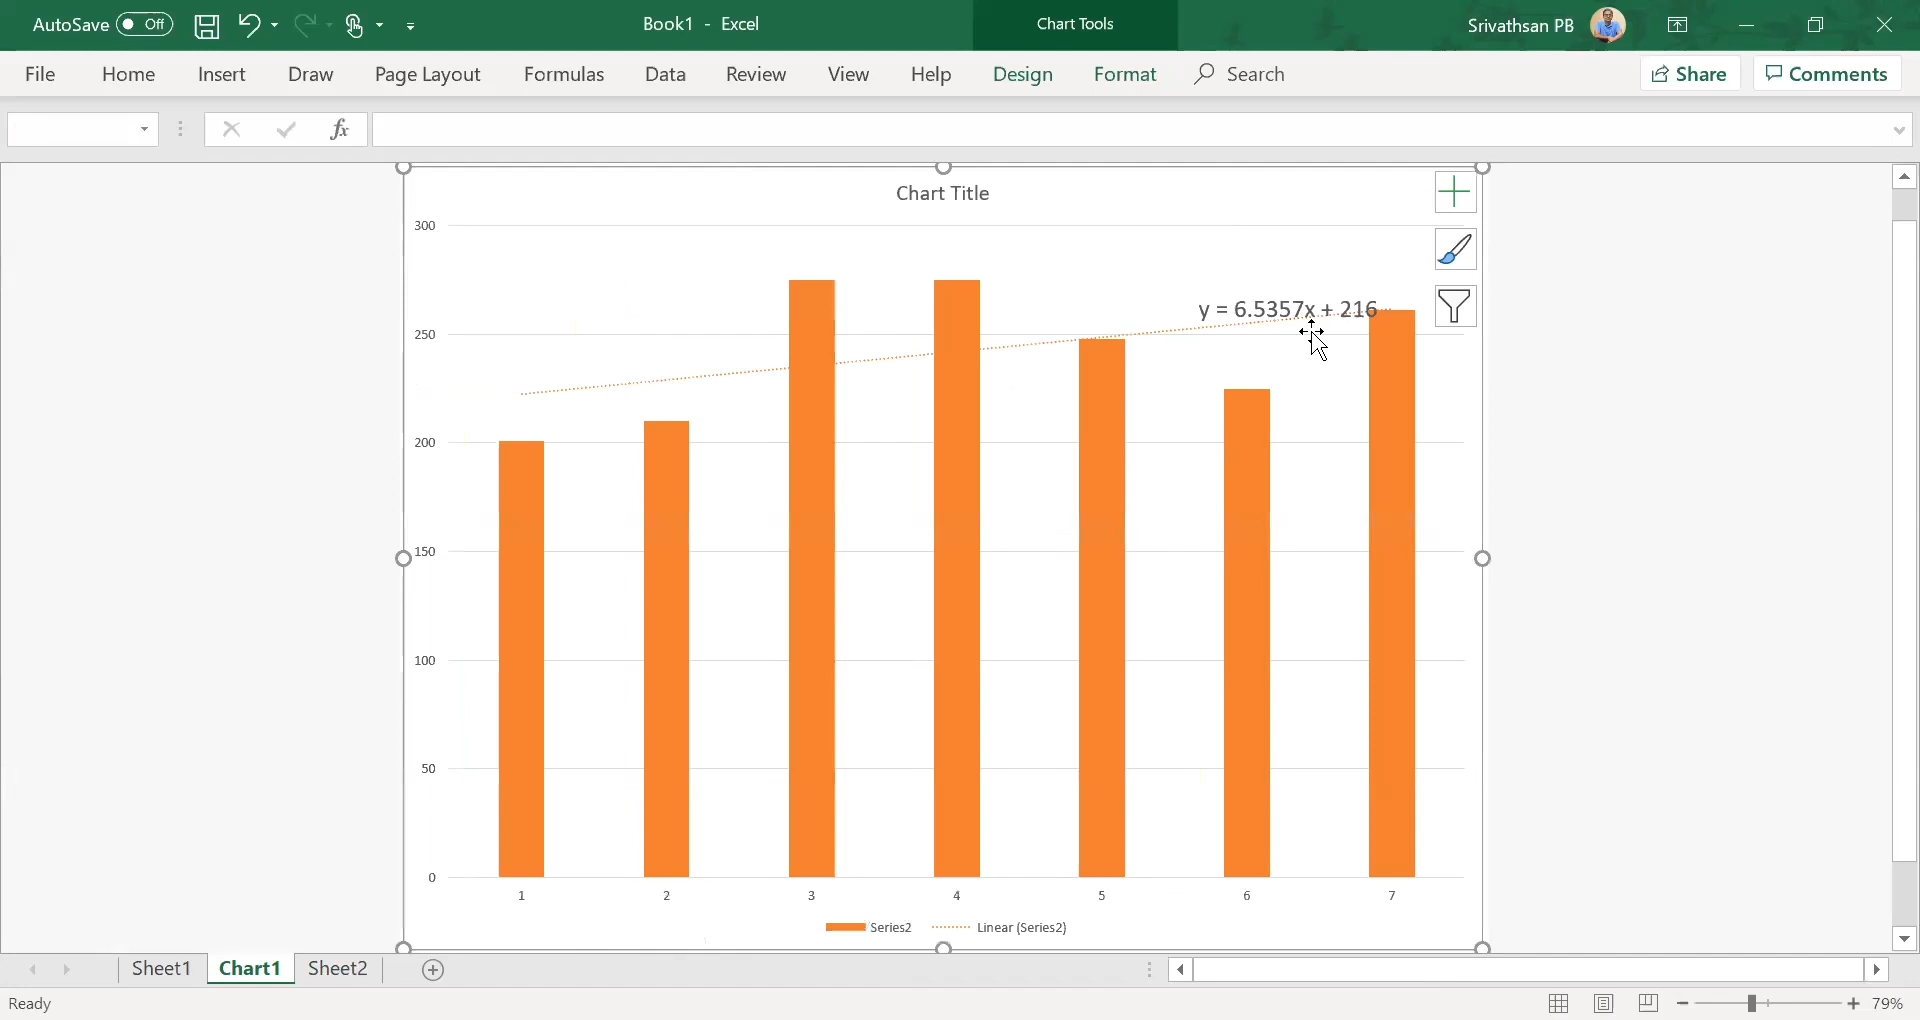 AutoSave Off Book1 - Excel Chart Tools Srivathsan PB
File Home Insert Draw Page Layout Formulas Data Review View Help Design Format Search Share Comments
fx
Chart Title
300
y = 6.5357x + 216
250
200
150
100
50
0
1 2 3 4 5 6 7
Series2 Linear (Series2)
Sheet1 Chart1 Sheet2
Ready 79%